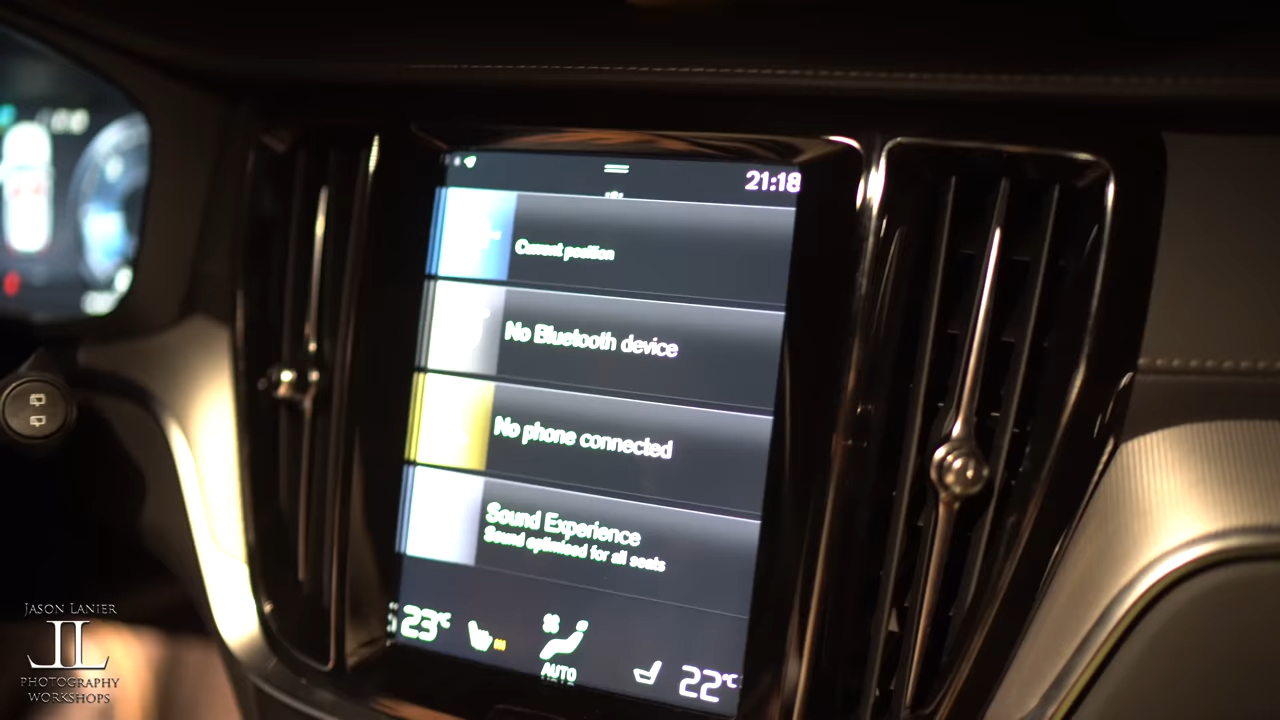 21:18
Current position
No Bluetooth device
No phone connected
Sound Experience
Sound optimised for all seats
23°C
AUTO
22°C
JASON LANIER
JL
PHOTOGRAPHY
WORKSHOPS